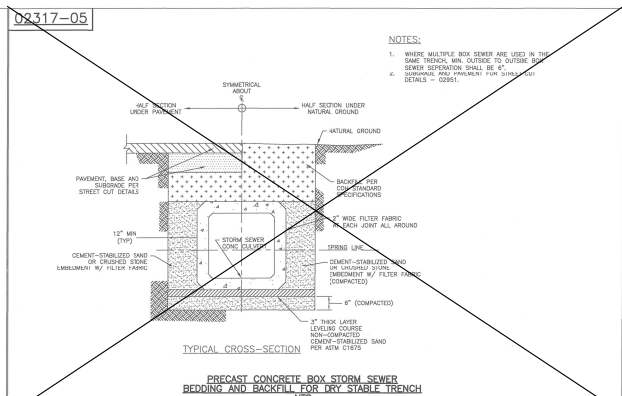 02317-05
NOTES:
1. WHERE MULTIPLE BOX SEWER ARE USED IN THE
SAME TRENCH, MIN. OUTSIDE TO OUTSIDE BOX
SEWER SEPERATION SHALL BE 6".
2. SUBGRADE AND PAVEMENT FOR STREET CUT
DETAILS - 02951.
SYMMETRICAL
ABOUT
℄
HALF SECTION
UNDER PAVEMENT
HALF SECTION UNDER
NATURAL GROUND
NATURAL GROUND
PAVEMENT, BASE AND
SUBGRADE PER
STREET CUT DETAILS
BACKFILL PER
COH STANDARD
SPECIFICATIONS
12" MIN
(TYP)
2" WIDE FILTER FABRIC
AT EACH JOINT ALL AROUND
STORM SEWER
CONC CULVERT
SPRING LINE
CEMENT-STABILIZED SAND
OR CRUSHED STONE
EMBEDMENT W/ FILTER FABRIC
CEMENT-STABILIZED SAND
OR CRUSHED STONE
EMBEDMENT W/ FILTER FABRIC
(COMPACTED)
6" (COMPACTED)
3" THICK LAYER
LEVELING COURSE
NON-COMPACTED
CEMENT-STABILIZED SAND
PER ASTM C1675
TYPICAL CROSS-SECTION
PRECAST CONCRETE BOX STORM SEWER
BEDDING AND BACKFILL FOR DRY STABLE TRENCH
NTS